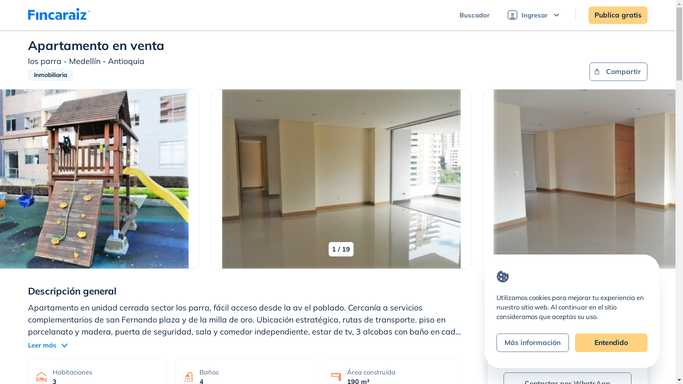 Fincaraiz
Buscador
Ingresar
Publica gratis
Apartamento en venta
los parra - Medellín - Antioquia
Inmobiliaria
Compartir
1 / 19
Descripción general
Apartamento en unidad cerrada sector los parra, fácil acceso desde la av el poblado. Cercanía a servicios
complementarios de san Fernando plaza y de la milla de oro. Ubicación estratégica, rutas de transporte. piso en
porcelanato y madera, puerta de seguridad, sala y comedor independiente, estar de tv, 3 alcobas con baño en cad...
Leer más
Habitaciones
3
Baños
4
Área construida
190 m²
Utilizamos cookies para mejorar tu experiencia en
nuestro sitio web. Al continuar en el sitio
consideramos que aceptas su uso.
Más información
Entendido
Contactar por WhatsApp